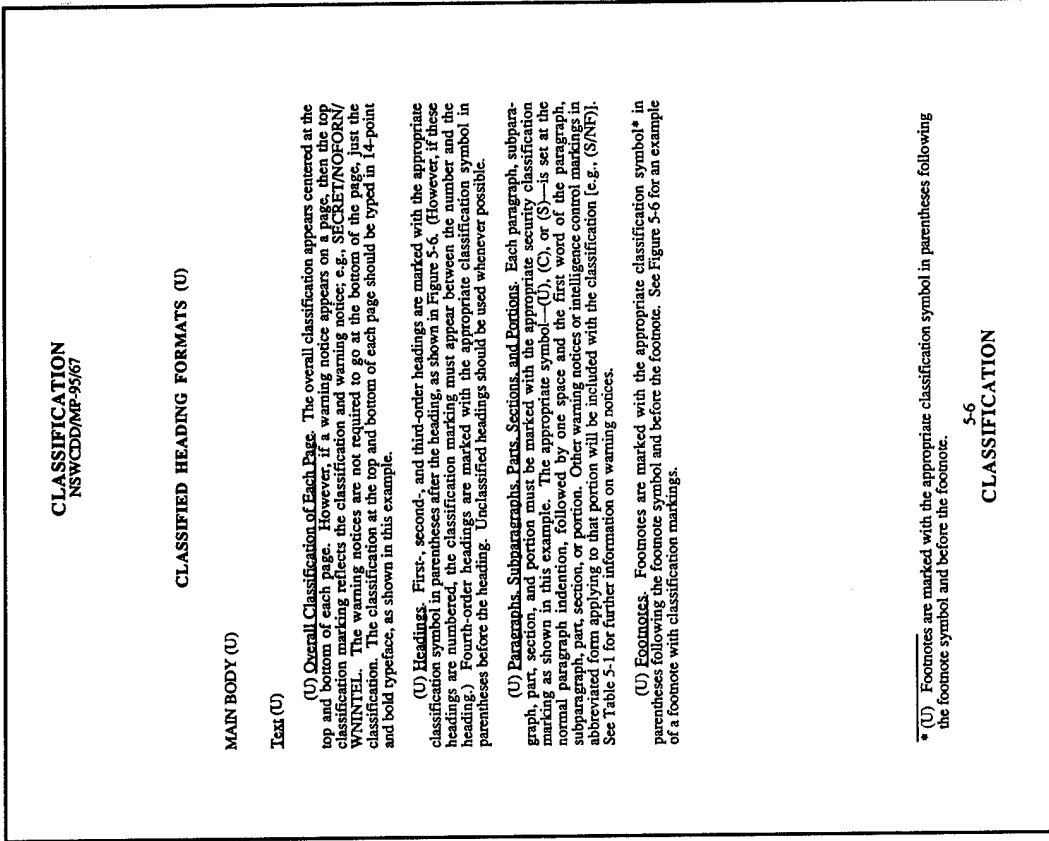 CLASSIFICATION
NSWCDD/MP-95/67
CLASSIFIED HEADING FORMATS (U)
MAIN BODY (U)
Text (U)
(U) Overall Classification of Each Page. The overall classification appears centered at the
top and bottom of each page. However, if a warning notice appears on a page, then the top
classification marking reflects the classification and warning notice; e.g., SECRET/NOFORN/
WNINTEL. The warning notices are not required to go at the bottom of the page, just the
classification. The classification at the top and bottom of each page should be typed in 14-point
and bold typeface, as shown in this example.
(U) Headings. First-, second-, and third-order headings are marked with the appropriate
classification symbol in parentheses after the heading, as shown in Figure 5-6. (However, if these
headings are numbered, the classification marking must appear between the number and the
heading.) Fourth-order headings are marked with the appropriate classification symbol in
parentheses before the heading. Unclassified headings should be used whenever possible.
(U) Paragraphs, Subparagraphs, Parts, Sections, and Portions. Each paragraph, subpara-
graph, part, section, and portion must be marked with the appropriate security classification
marking as shown in this example. The appropriate symbol—(U), (C), or (S)—is set at the
normal paragraph indention, followed by one space and the first word of the paragraph,
subparagraph, part, section, or portion. Other warning notices or intelligence control markings in
abbreviated form applying to that portion will be included with the classification [e.g., (S/NF)].
See Table 5-1 for further information on warning notices.
(U) Footnotes. Footnotes are marked with the appropriate classification symbol* in
parentheses following the footnote symbol and before the footnote. See Figure 5-6 for an example
of a footnote with classification markings.
* (U) Footnotes are marked with the appropriate classification symbol in parentheses following
the footnote symbol and before the footnote.
5-6
CLASSIFICATION